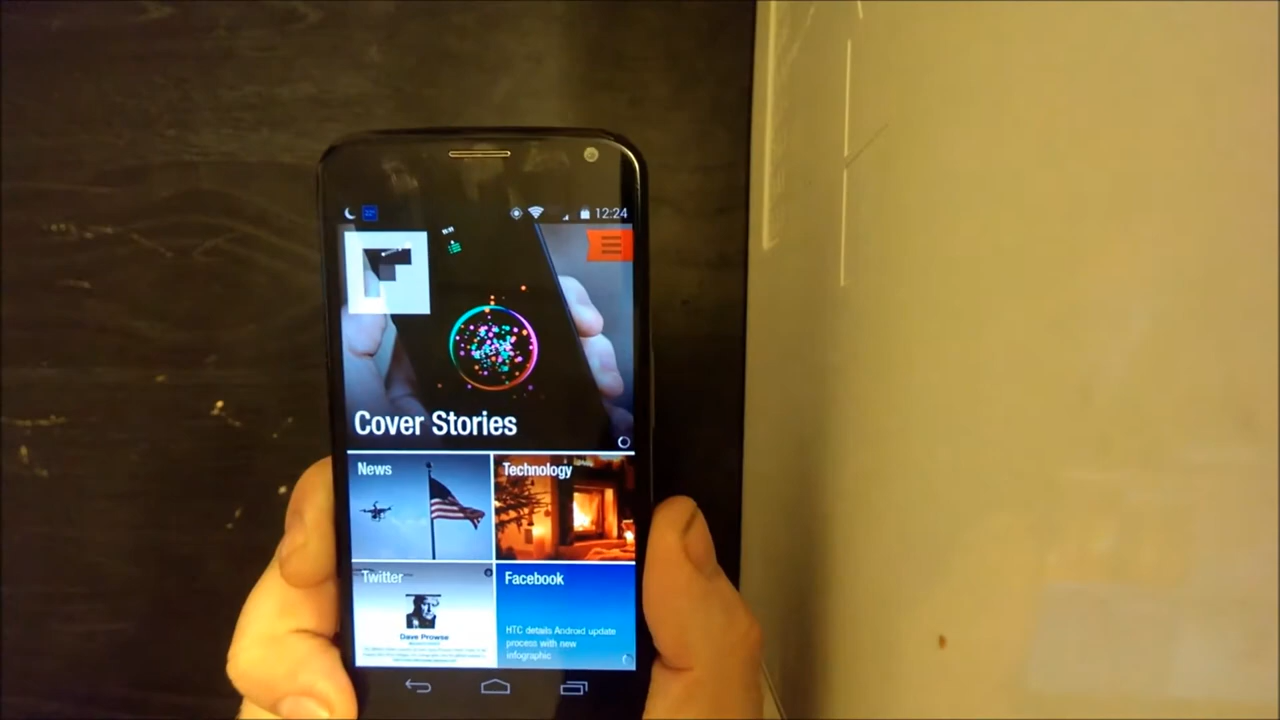 12:24
Cover Stories
News
Technology
Twitter
Facebook
Dave Prowse
HTC details Android update
process with new
infographic